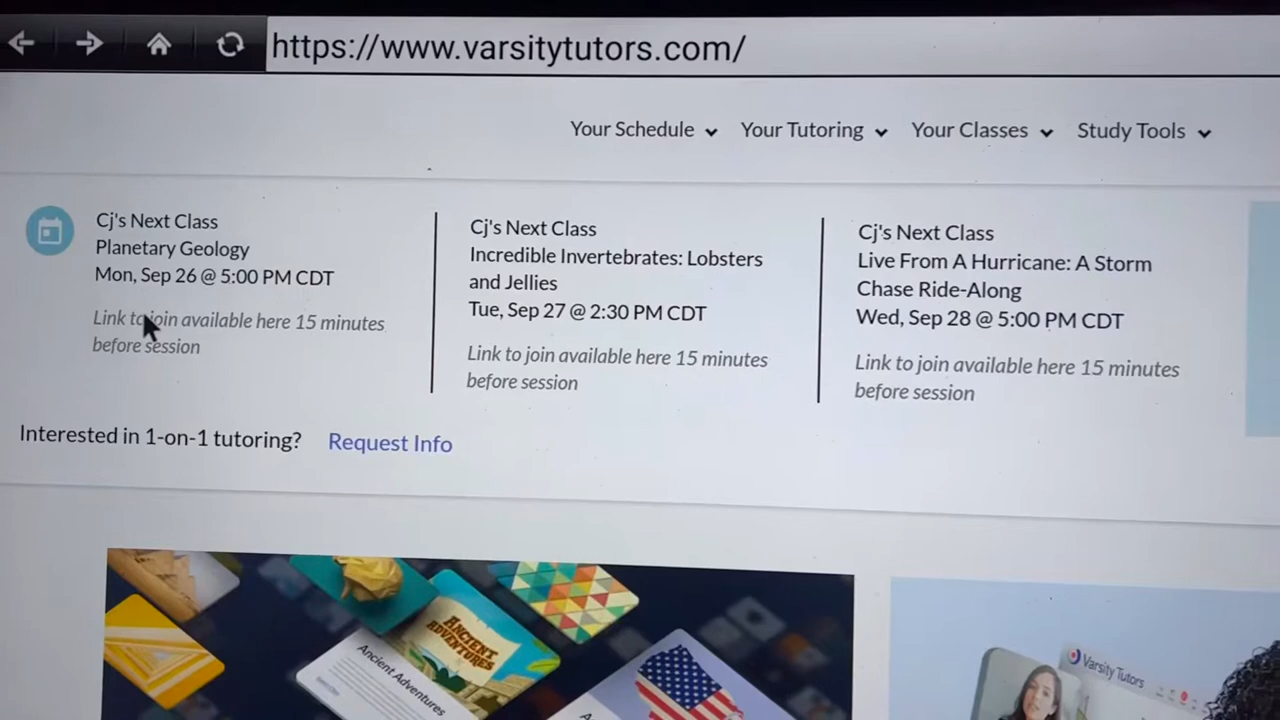 https://www.varsitytutors.com/
Your Schedule
Your Tutoring
Your Classes
Study Tools
Cj's Next Class
Planetary Geology
Mon, Sep 26 @ 5:00 PM CDT
Link to join available here 15 minutes
before session
Cj's Next Class
Incredible Invertebrates: Lobsters
and Jellies
Tue, Sep 27 @ 2:30 PM CDT
Link to join available here 15 minutes
before session
Cj's Next Class
Live From A Hurricane: A Storm
Chase Ride-Along
Wed, Sep 28 @ 5:00 PM CDT
Link to join available here 15 minutes
before session
Interested in 1-on-1 tutoring?
Request Info
ANCIENT
ADVENTURES
Ancient Adventures
Varsity Tutors